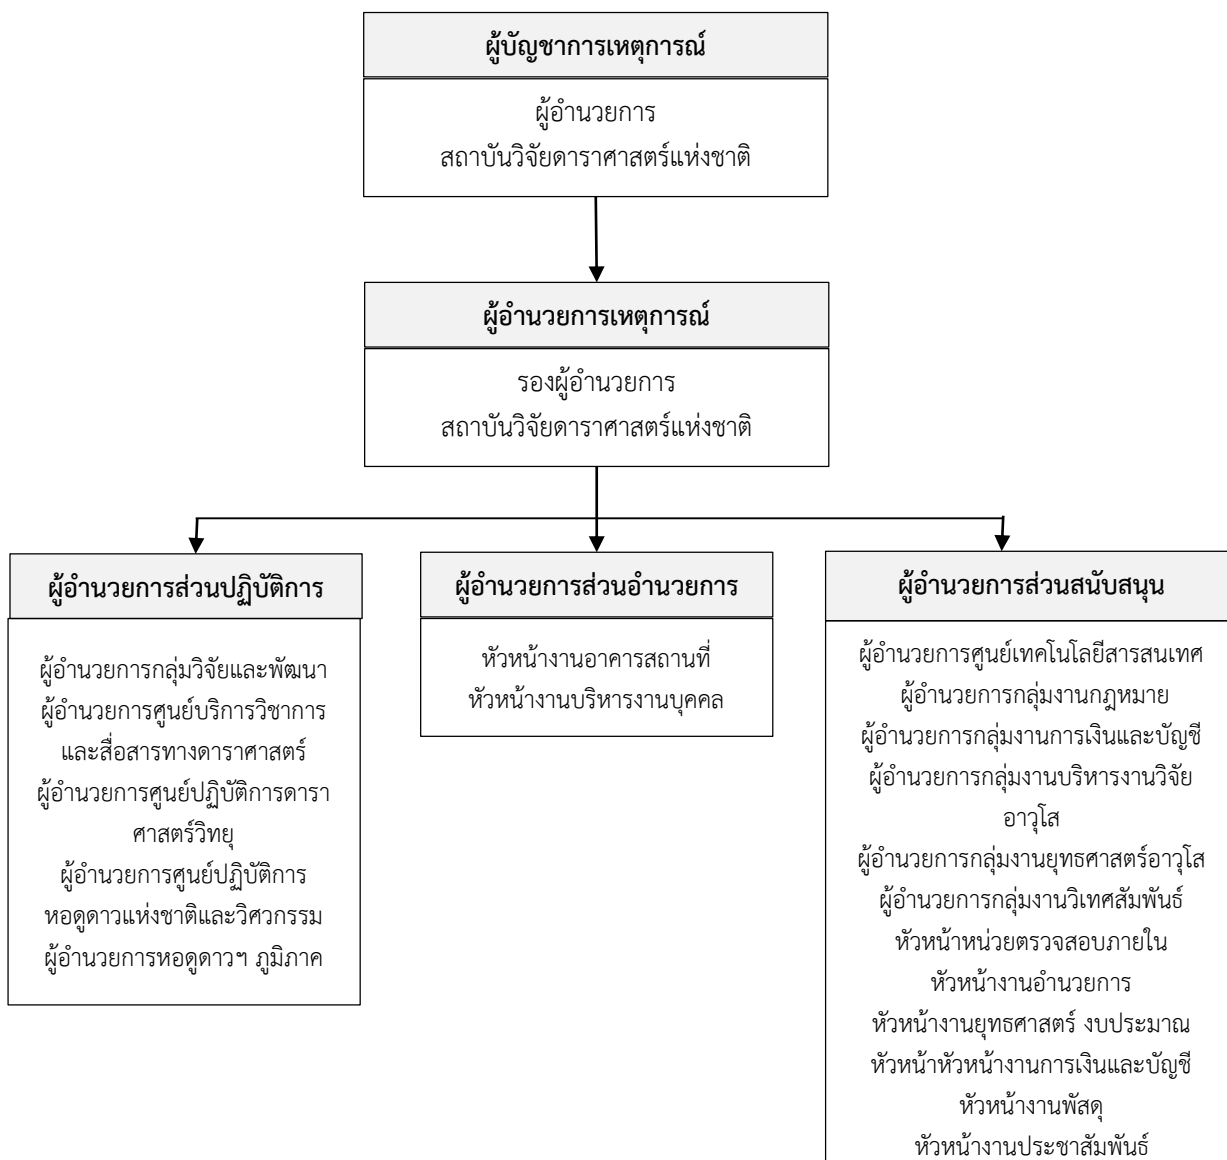 ผู้บัญชาการเหตุการณ์
ผู้อำนวยการ
สถาบันวิจัยดาราศาสตร์แห่งชาติ
ผู้อำนวยการเหตุการณ์
รองผู้อำนวยการ
สถาบันวิจัยดาราศาสตร์แห่งชาติ
ผู้อำนวยการส่วนปฏิบัติการ
ผู้อำนวยการกลุ่มวิจัยและพัฒนา
ผู้อำนวยการศูนย์บริการวิชาการ
และสื่อสารทางดาราศาสตร์
ผู้อำนวยการศูนย์ปฏิบัติการดารา
ศาสตร์วิทยุ
ผู้อำนวยการศูนย์ปฏิบัติการ
หอดูดาวแห่งชาติและวิศวกรรม
ผู้อำนวยการหอดูดาวฯ ภูมิภาค
ผู้อำนวยการส่วนอำนวยการ
หัวหน้างานอาคารสถานที่
หัวหน้างานบริหารงานบุคคล
ผู้อำนวยการส่วนสนับสนุน
ผู้อำนวยการศูนย์เทคโนโลยีสารสนเทศ
ผู้อำนวยการกลุ่มงานกฎหมาย
ผู้อำนวยการกลุ่มงานการเงินและบัญชี
ผู้อำนวยการกลุ่มงานบริหารงานวิจัย
อาวุโส
ผู้อำนวยการกลุ่มงานยุทธศาสตร์อาวุโส
ผู้อำนวยการกลุ่มงานวิเทศสัมพันธ์
หัวหน้าหน่วยตรวจสอบภายใน
หัวหน้างานอำนวยการ
หัวหน้างานยุทธศาสตร์ งบประมาณ
หัวหน้าหัวหน้างานการเงินและบัญชี
หัวหน้างานพัสดุ
หัวหน้างานประชาสัมพันธ์